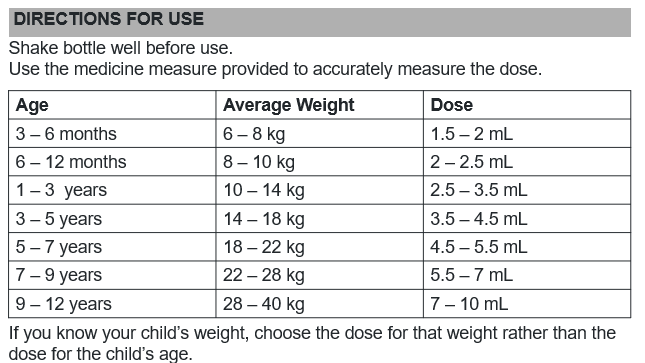 DIRECTIONS FOR USE
Shake bottle well before use.
Use the medicine measure provided to accurately measure the dose.
Age Average Weight Dose
3 – 6 months 6 – 8 kg 1.5 – 2 mL
6 – 12 months 8 – 10 kg 2 – 2.5 mL
1 – 3 years 10 – 14 kg 2.5 – 3.5 mL
3 – 5 years 14 – 18 kg 3.5 – 4.5 mL
5 – 7 years 18 – 22 kg 4.5 – 5.5 mL
7 – 9 years 22 – 28 kg 5.5 – 7 mL
9 – 12 years 28 – 40 kg 7 – 10 mL
If you know your child’s weight, choose the dose for that weight rather than the
dose for the child’s age.